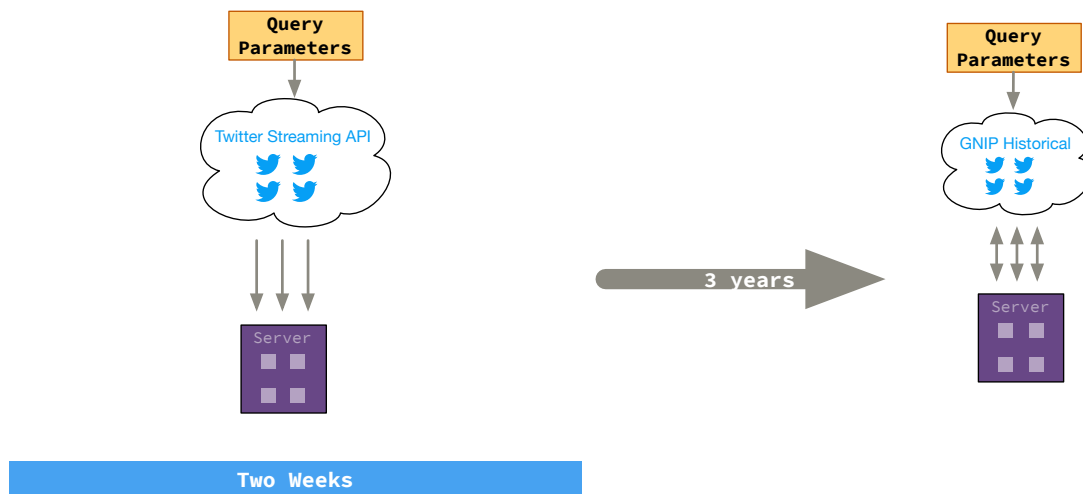 Query
Parameters
Twitter Streaming API
Server
Two Weeks
3 years
Query
Parameters
GNIP Historical
Server